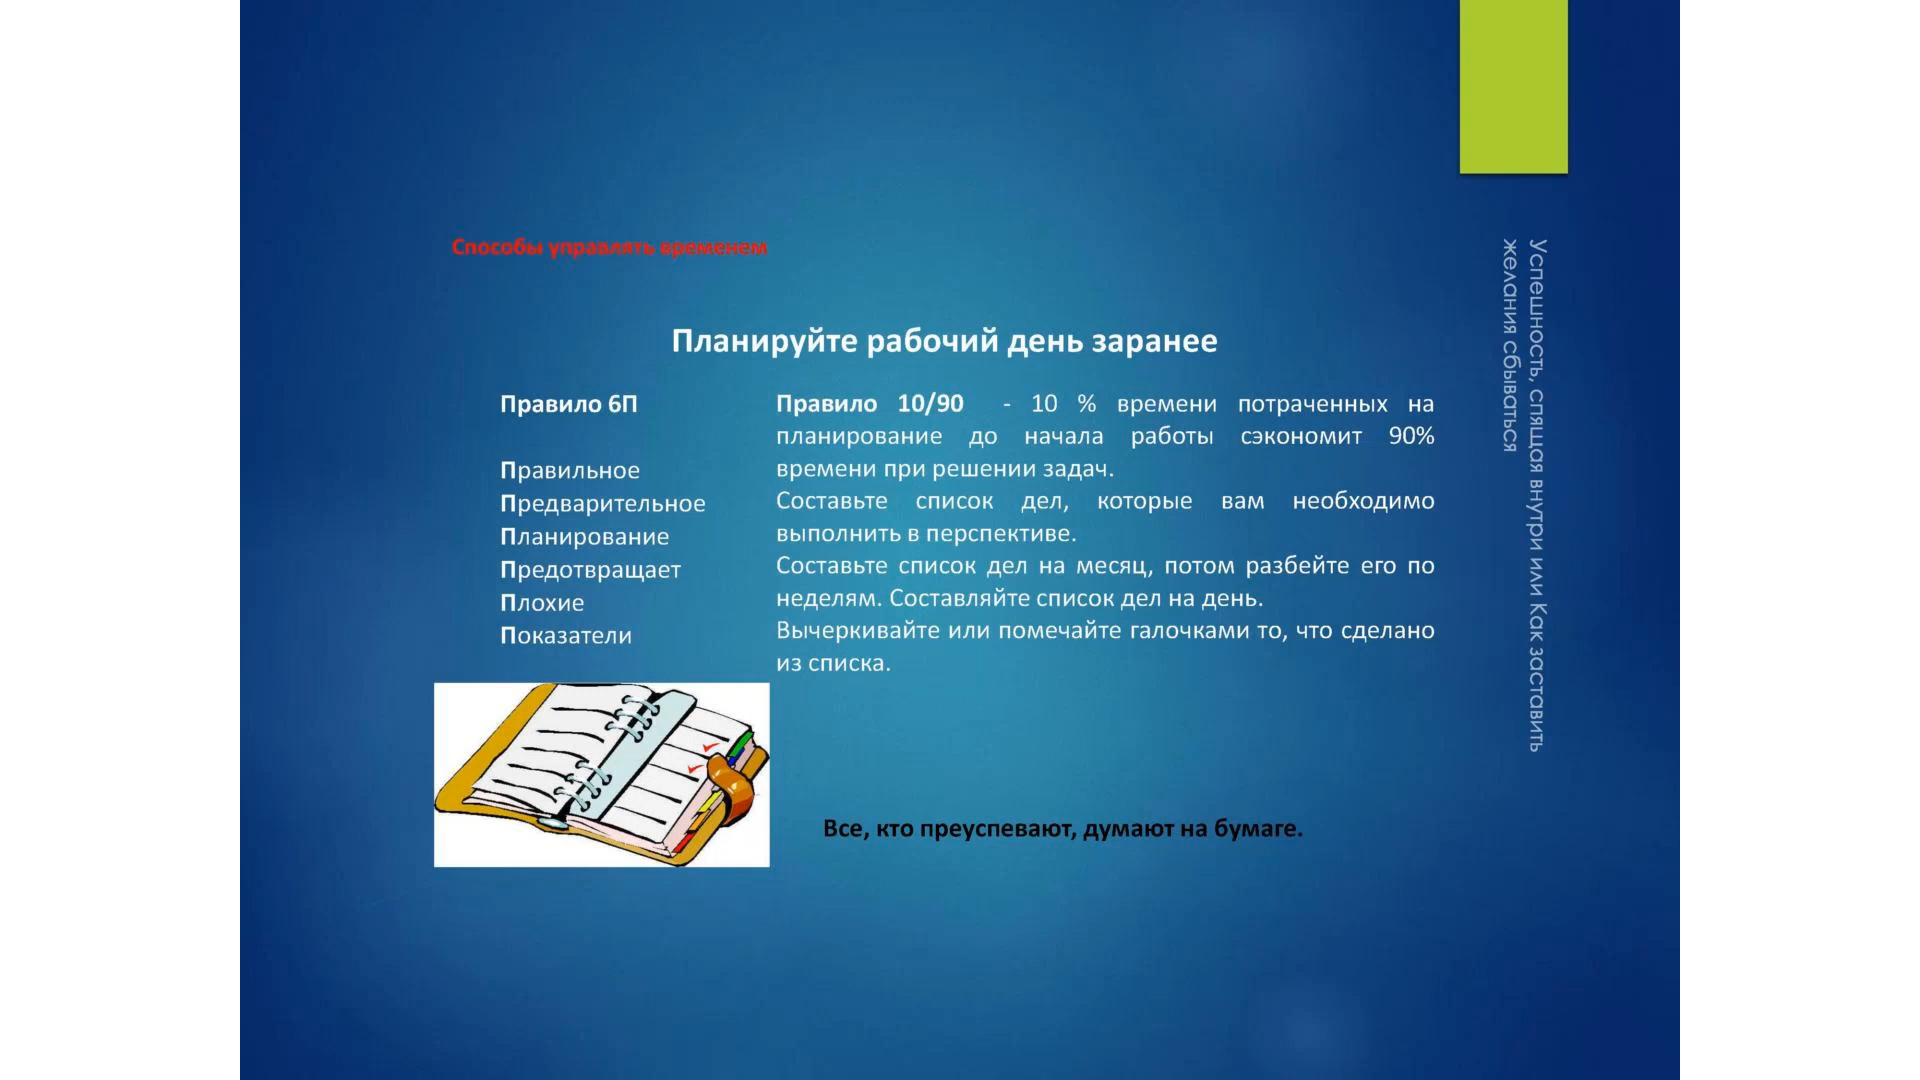 Способы управлять временем
Планируйте рабочий день заранее
Правило 6П
Правильное
Предварительное
Планирование
Предотвращает
Плохие
Показатели
Правило 10/90 - 10 % времени потраченных на
планирование до начала работы сэкономит 90%
времени при решении задач.
Составьте список дел, которые вам необходимо
выполнить в перспективе.
Составьте список дел на месяц, потом разбейте его по
неделям. Составляйте список дел на день.
Вычеркивайте или помечайте галочками то, что сделано
из списка.
Все, кто преуспевают, думают на бумаге.
Успешность, спящая внутри или Как заставить
желания сбываться